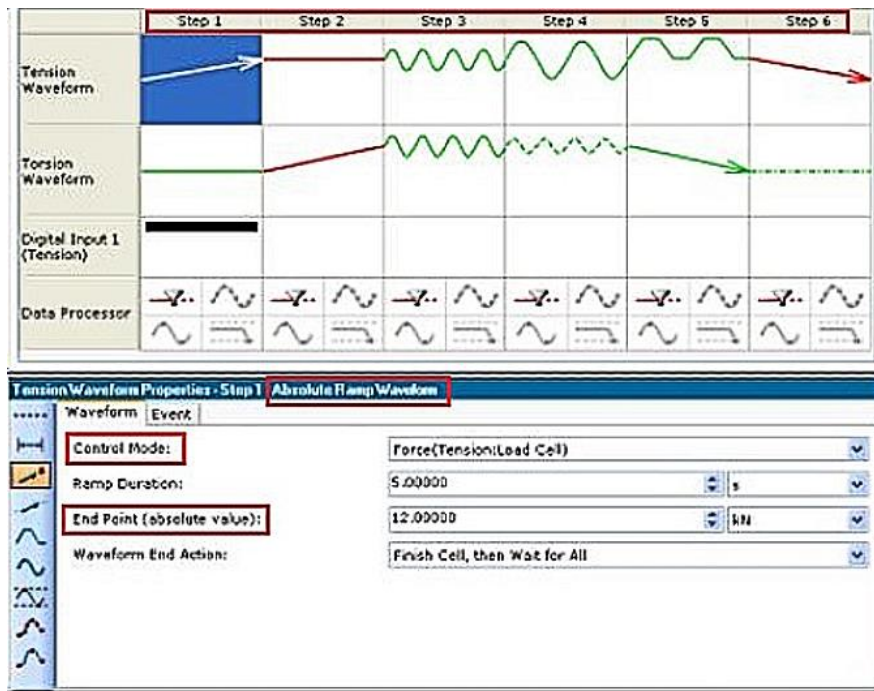 Step 1 Step 2 Step 3 Step 4 Step 5 Step 6
Tension
Waveform
Torsion
Waveform
Digital Input 1
(Tension)
Data Processor
Tension Waveform Properties - Step 1 Absolute Ramp Waveform
Waveform Event
Control Mode: Force(Tension:Load Cell)
Ramp Duration: 5.00000 s
End Point (absolute value): 12.00000 kN
Waveform End Action: Finish Cell, then Wait for All